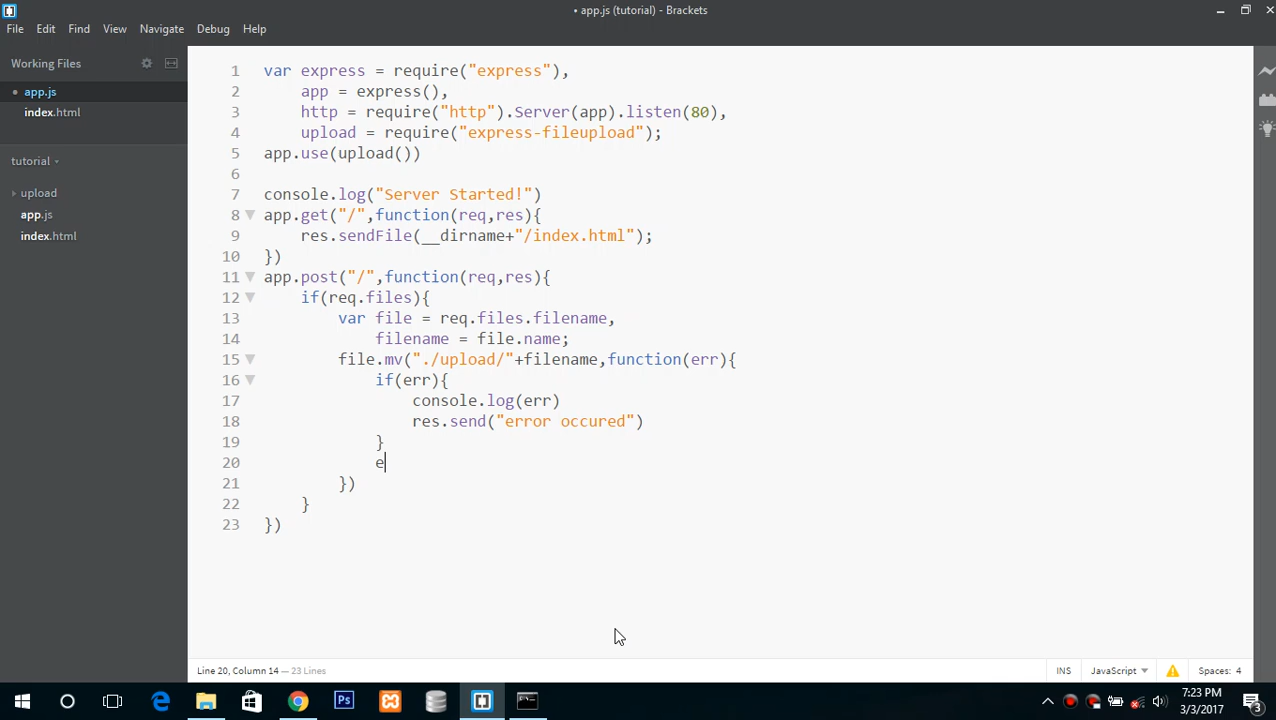 • app.js (tutorial) - Brackets
File Edit Find View Navigate Debug Help
Working Files
• app.js
index.html
tutorial
upload
app.js
index.html
1 var express = require("express"),
2 app = express(),
3 http = require("http").Server(app).listen(80),
4 upload = require("express-fileupload");
5 app.use(upload())
6
7 console.log("Server Started!")
8 app.get("/",function(req,res){
9 res.sendFile(__dirname+"/index.html");
10 })
11 app.post("/",function(req,res){
12 if(req.files){
13 var file = req.files.filename,
14 filename = file.name;
15 file.mv("./upload/"+filename,function(err){
16 if(err){
17 console.log(err)
18 res.send("error occured")
19 }
20 e
21 })
22 }
23 })
Line 20, Column 14 — 23 Lines INS JavaScript Spaces: 4
Ps
7:23 PM
3/3/2017
3